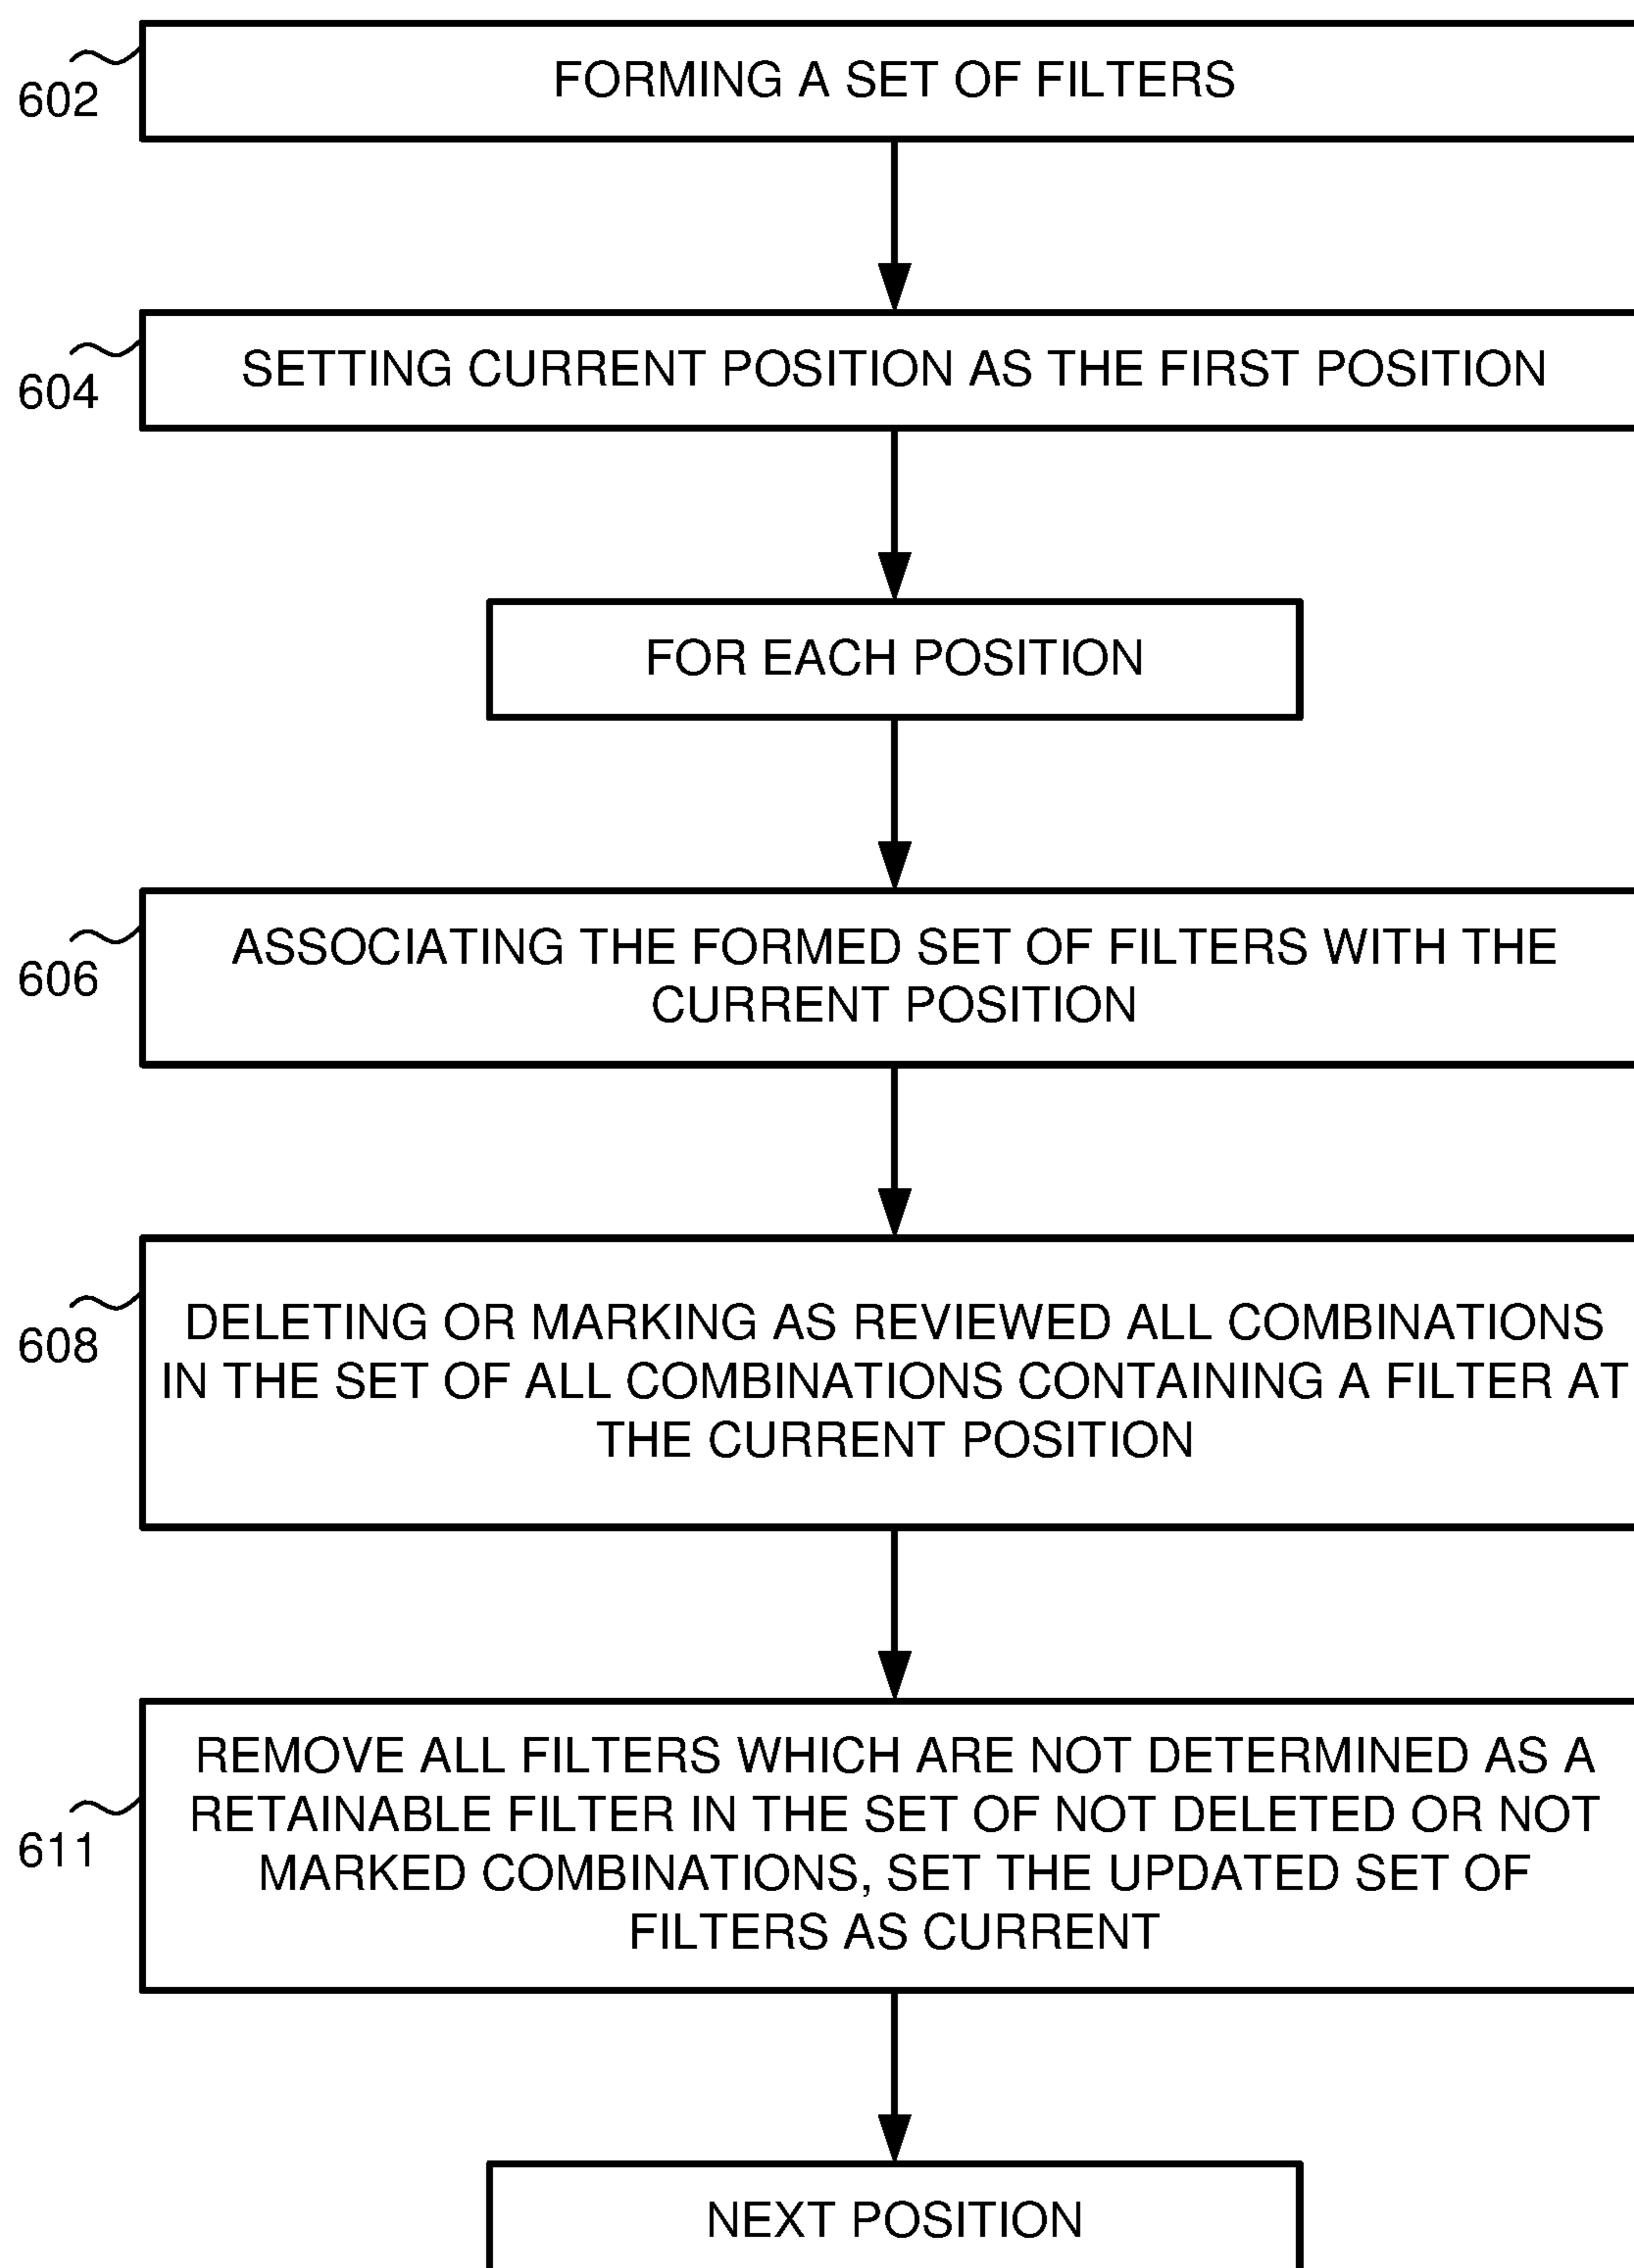 FORMING A SET OF FILTERS
602
SETTING CURRENT POSITION AS THE FIRST POSITION
604
FOR EACH POSITION
ASSOCIATING THE FORMED SET OF FILTERS WITH THE
CURRENT POSITION
606
DELETING OR MARKING AS REVIEWED ALL COMBINATIONS
IN THE SET OF ALL COMBINATIONS CONTAINING A FILTER AT
THE CURRENT POSITION
608
REMOVE ALL FILTERS WHICH ARE NOT DETERMINED AS A
RETAINABLE FILTER IN THE SET OF NOT DELETED OR NOT
MARKED COMBINATIONS, SET THE UPDATED SET OF
FILTERS AS CURRENT
611
NEXT POSITION